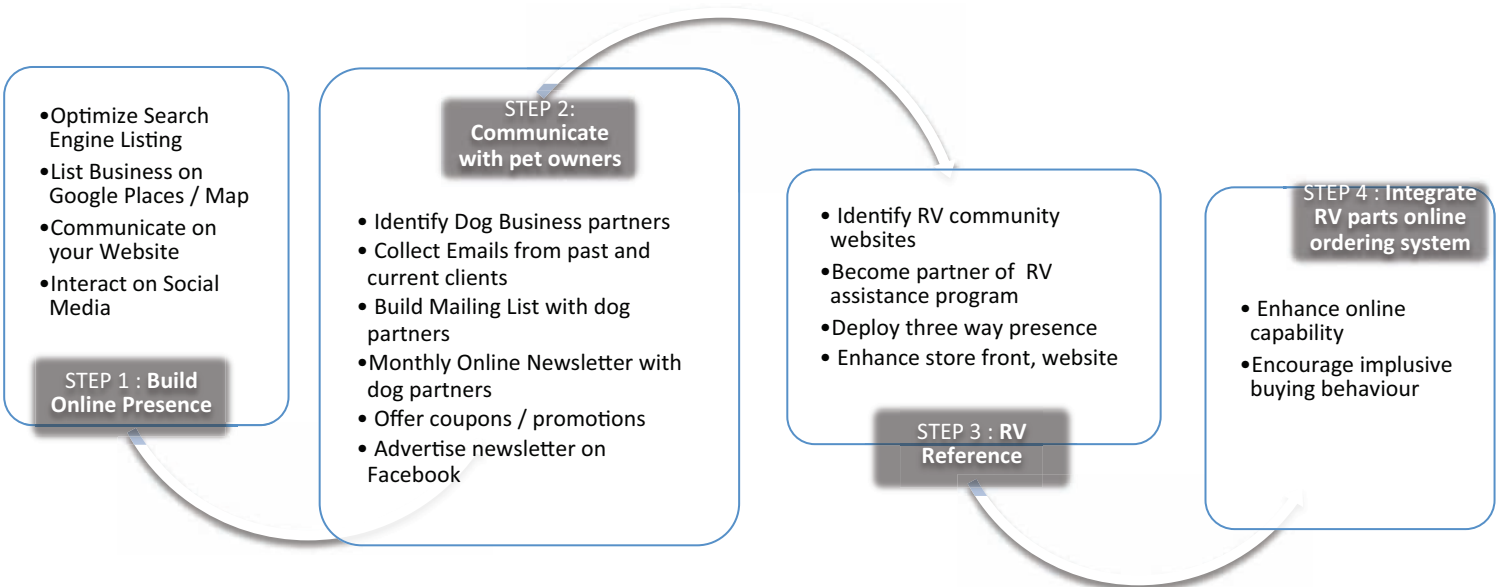 •Optimize Search
Engine Listing
•List Business on
Google Places / Map
•Communicate on
your Website
•Interact on Social
Media
STEP 1 : Build
Online Presence
STEP 2:
Communicate
with pet owners
• Identify Dog Business partners
• Collect Emails from past and
current clients
• Build Mailing List with dog
partners
•Monthly Online Newsletter with
dog partners
• Offer coupons / promotions
• Advertise newsletter on
Facebook
• Identify RV community
websites
•Become partner of RV
assistance program
•Deploy three way presence
• Enhance store front, website
STEP 3 : RV
Reference
STEP 4 : Integrate
RV parts online
ordering system
• Enhance online
capability
•Encourage implusive
buying behaviour